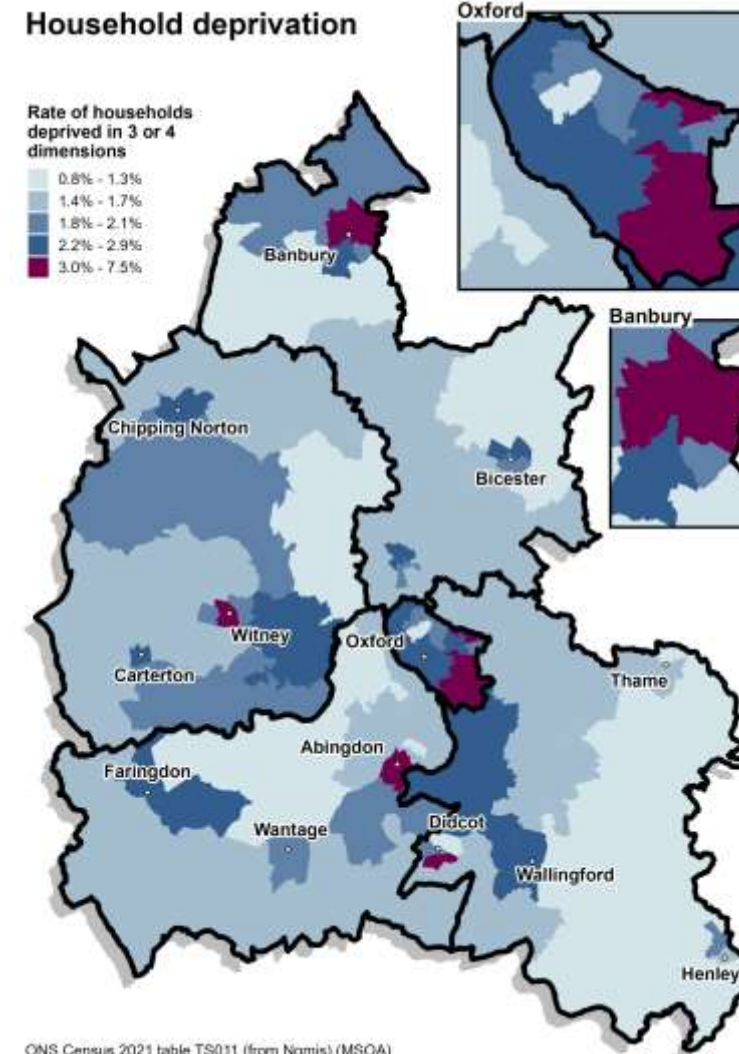 Household deprivation
Oxford
Rate of households
deprived in 3 or 4
dimensions
0.8% - 1.3%
1.4% - 1.7%
1.8% - 2.1%
2.2% - 2.9%
3.0% - 7.5%
Banbury
Banbury
Chipping Norton
Bicester
Witney
Oxford
Carterton
Thame
Abingdon
Faringdon
Didcot
Wantage
Wallingford
Henley
ONS Census 2021 table TS011 (from Nomis) (MSOA)